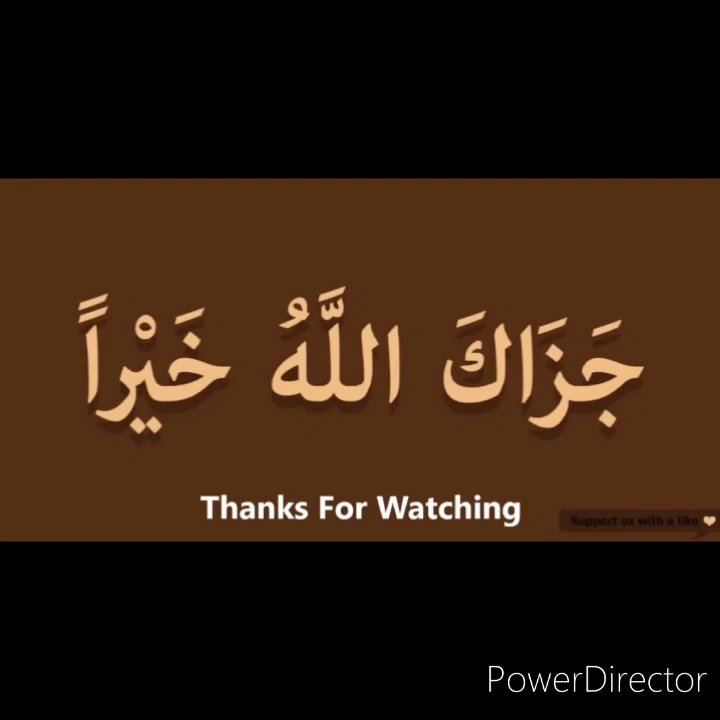 جَزَاكَ اللَّهُ خَيْراً
Thanks For Watching
Support us with a like
PowerDirector